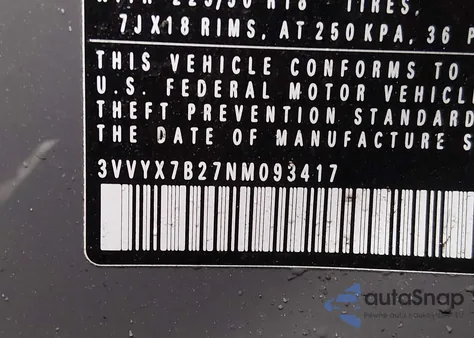 TIRES,
7JX18 RIMS, AT 250 KPA, 36 P
THIS VEHICLE CONFORMS TO
U.S. FEDERAL MOTOR VEHICL
THEFT PREVENTION STANDARD
THE DATE OF MANUFACTURE S
3VVYX7B27NM093417
autoSnap